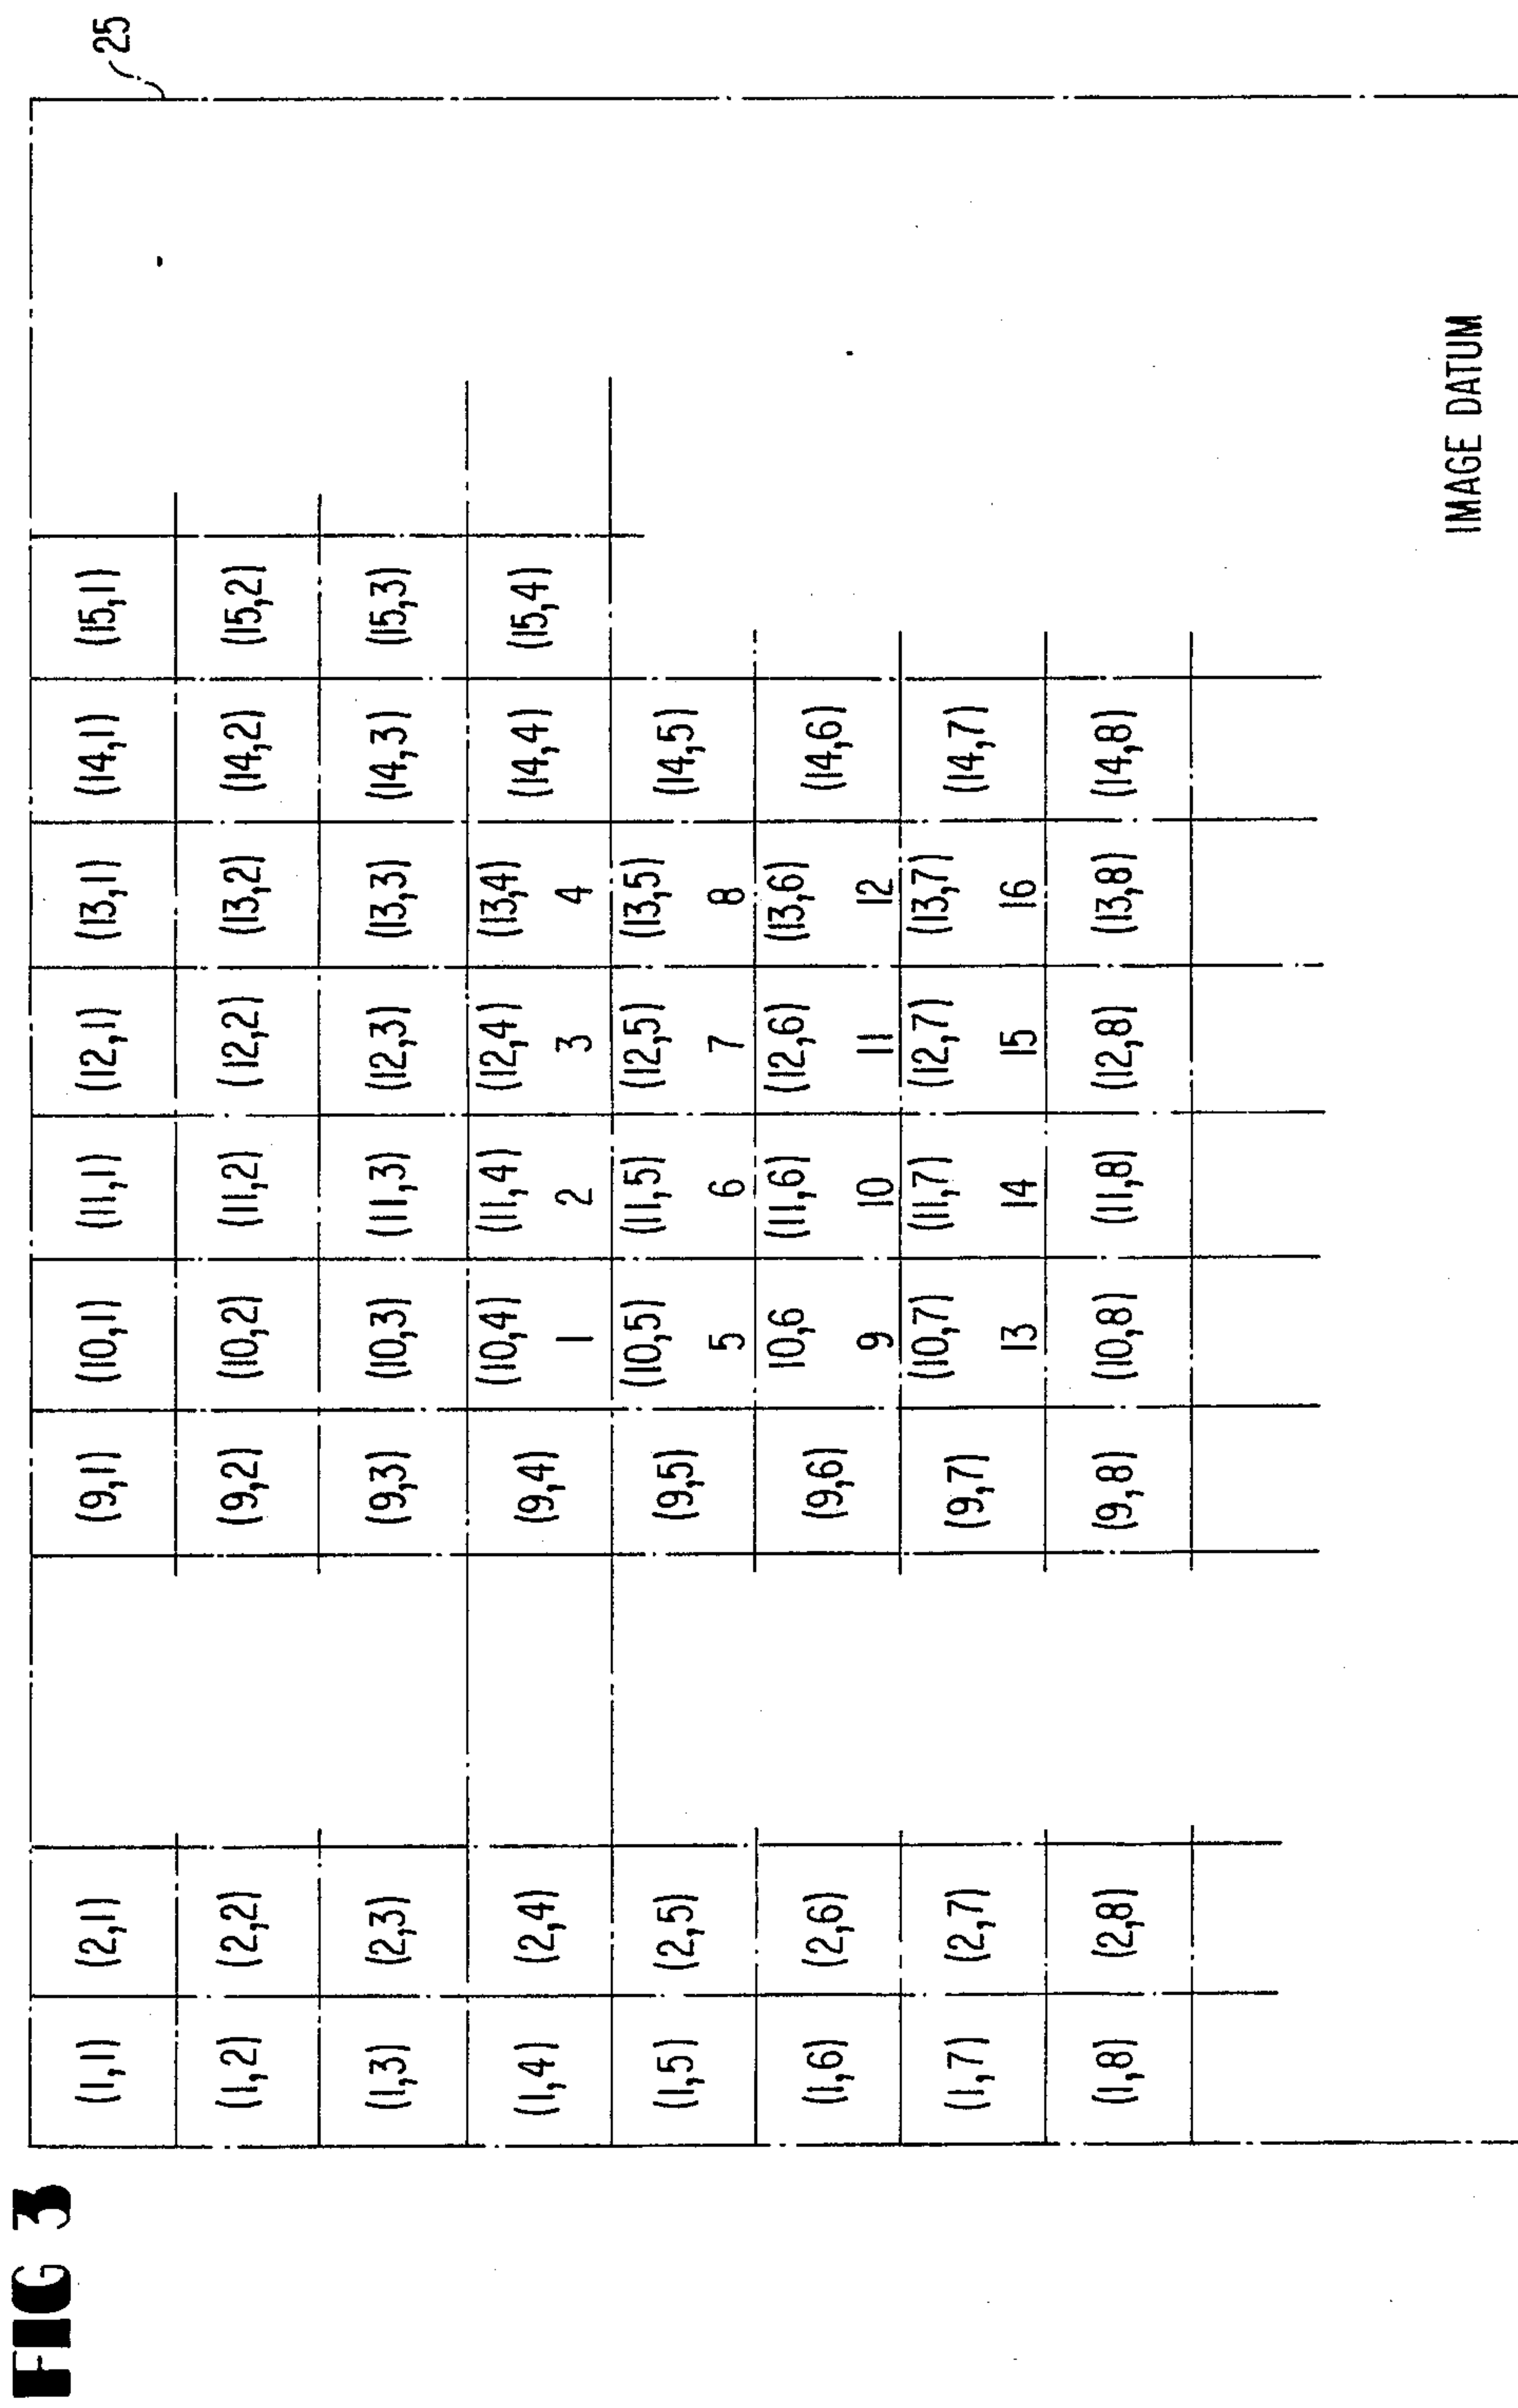 FIG 3
25
(1,1) (2,1) (9,1) (10,1) (11,1) (12,1) (13,1) (14,1) (15,1)
(1,2) (2,2) (9,2) (10,2) (11,2) (12,2) (13,2) (14,2) (15,2)
(1,3) (2,3) (9,3) (10,3) (11,3) (12,3) (13,3) (14,3) (15,3)
(1,4) (2,4) (9,4) (10,4) (11,4) (12,4) (13,4) (14,4) (15,4)
1 2 3 4
(1,5) (2,5) (9,5) (10,5) (11,5) (12,5) (13,5) (14,5)
5 6 7 8
(1,6) (2,6) (9,6) 10,6 (11,6) (12,6) (13,6) (14,6)
9 10 11 12
(1,7) (2,7) (9,7) (10,7) (11,7) (12,7) (13,7) (14,7)
13 14 15 16
(1,8) (2,8) (9,8) (10,8) (11,8) (12,8) (13,8) (14,8)
IMAGE DATUM